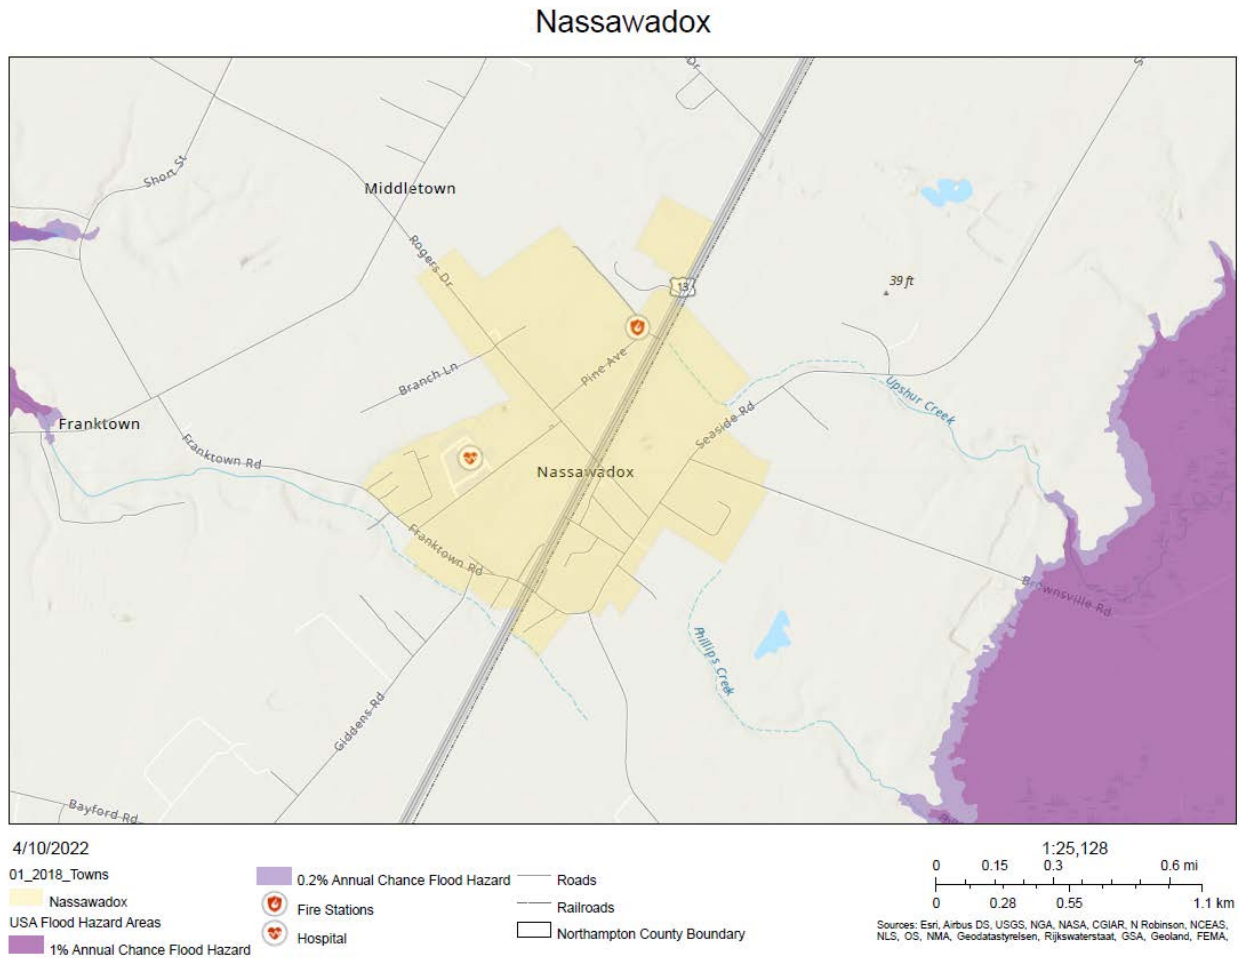 Nassawadox
Dr
S
Short St
Middletown
Rogers Dr
13
39 ft
Pine Ave
Branch Ln
Upshur Creek
Seaside Rd
Franktown
Franktown Rd
Nassawadox
Franktown Rd
Brownsville Rd
Phillips Creek
Giddens Rd
Bayford Rd
4/10/2022
01_2018_Towns
Nassawadox
USA Flood Hazard Areas
1% Annual Chance Flood Hazard
0.2% Annual Chance Flood Hazard
Fire Stations
Hospital
Roads
Railroads
Northampton County Boundary
1:25,128
0 0.15 0.3 0.6 mi
0 0.28 0.55 1.1 km
Sources: Esri, Airbus DS, USGS, NGA, NASA, CGIAR, N Robinson, NCEAS,
NLS, OS, NMA, Geodatastyrelsen, Rijkswaterstaat, GSA, Geoland, FEMA,